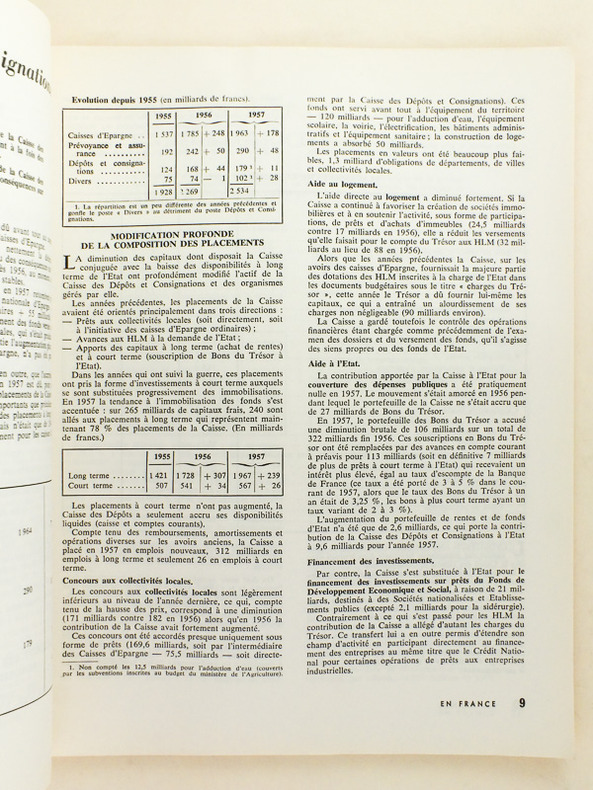 ignation
Evolution depuis 1955 (en milliards de francs).
1955 1956 1957
Caisses d'Epargne .. 1 537 1 785 + 248 1 963 + 178
Prévoyance et assu-
rance .......... 192 242 + 50 290 + 48
Dépôts et consigna-
tions .......... 124 168 + 44 179 ¹ + 11
Divers .......... 75 74 — 1 102 ¹ + 28
1 928 2 269 2 534
1. La répartition est un peu différente des années précédentes et
gonfle le poste « Divers » au détriment du poste Dépôts et Consi-
gnations.
MODIFICATION PROFONDE
DE LA COMPOSITION DES PLACEMENTS
LA diminution des capitaux dont disposait la Caisse
conjuguée avec la baisse des disponibilités à long
terme de l'Etat ont profondément modifié l'actif de la
Caisse des Dépôts et Consignations et des organismes
gérés par elle.
Les années précédentes, les placements de la Caisse
avaient été orientés principalement dans trois directions :
— Prêts aux collectivités locales (soit directement, soit
à l'initiative des caisses d'Epargne ordinaires) ;
— Avances aux HLM à la demande de l'Etat ;
— Apports de capitaux à long terme (achat de rentes)
et à court terme (souscription de Bons du Trésor à
l'Etat).
Dans les années qui ont suivi la guerre, ces placements
ont pris la forme d'investissements à court terme auxquels
se sont substituées progressivement des immobilisations.
En 1957 la tendance à l'immobilisation des fonds s'est
accentuée : sur 265 milliards de capitaux frais, 240 sont
allés aux placements à long terme qui représentent main-
tenant 78 % des placements de la Caisse. (En milliards
de francs.)
1955 1956 1957
Long terme ........ 1 421 1 728 + 307 1 967 + 239
Court terme ........ 507 541 + 34 567 + 26
Les placements à court terme n'ont pas augmenté, la
Caisse des Dépôts a seulement accru ses disponibilités
liquides (caisse et comptes courants).
Compte tenu des remboursements, amortissements et
opérations diverses sur les avoirs anciens, la Caisse a
placé en 1957 en emplois nouveaux, 312 milliards en
emplois à long terme et seulement 26 en emplois à court
terme.
Concours aux collectivités locales.
Les concours aux collectivités locales sont légèrement
inférieurs au niveau de l'année dernière, ce qui, compte
tenu de la hausse des prix, correspond à une diminution
(171 milliards contre 182 en 1956) alors qu'en 1956 la
contribution de la Caisse avait fortement augmenté.
Ces concours ont été accordés presque uniquement sous
forme de prêts (169,6 milliards, soit par l'intermédiaire
des Caisses d'Epargne — 75,5 milliards — soit directe-
1. Non compté les 12,5 milliards pour l'adduction d'eau (couverts
par les subventions inscrites au budget du ministère de l'Agriculture).
ment par la Caisse des Dépôts et Consignations). Ces
fonds ont servi avant tout à l'équipement du territoire
— 120 milliards — pour l'adduction d'eau, l'équipement
scolaire, la voirie, l'électrification, les bâtiments adminis-
tratifs et l'équipement sanitaire ; la construction de loge-
ments a absorbé 50 milliards.
Les placements en valeurs ont été beaucoup plus fai-
bles, 1,3 milliard d'obligations de départements, de villes
et collectivités locales.
Aide au logement.
L'aide directe au logement a diminué fortement. Si la
Caisse a continué à favoriser la création de sociétés immo-
bilières et à en soutenir l'activité, sous forme de participa-
tions, de prêts et d'achats d'immeubles (24,5 milliards
contre 17 milliards en 1956), elle a réduit les versements
qu'elle faisait pour le compte du Trésor aux HLM (32 mil-
liards au lieu de 88 en 1956).
Alors que les années précédentes la Caisse, sur les
avoirs des caisses d'Epargne, fournissait la majeure partie
des dotations des HLM inscrites à la charge de l'Etat dans
les documents budgétaires sous le titre « charges du Tré-
sor », cette année le Trésor a dû fournir lui-même les
capitaux, ce qui a entraîné un alourdissement de ses
charges non négligeable (90 milliards environ).
La Caisse a gardé toutefois le contrôle des opérations
financières étant chargée comme précédemment de l'exa-
men des dossiers et du versement des fonds, qu'il s'agisse
des siens propres ou des fonds de l'Etat.
Aide à l'Etat.
La contribution apportée par la Caisse à l'Etat pour la
couverture des dépenses publiques a été pratiquement
nulle en 1957. Le mouvement s'était amorcé en 1956 pen-
dant lequel le portefeuille de la Caisse ne s'était accru que
de 27 milliards de Bons du Trésor.
En 1957, le portefeuille des Bons du Trésor a accusé
une diminution brutale de 106 milliards sur un total de
322 milliards fin 1956. Ces souscriptions en Bons du Tré-
sor ont été remplacées par des avances en compte courant
à préavis pour 113 milliards (soit en définitive 7 milliards
de plus de prêts à court terme à l'Etat) qui recevaient un
intérêt plus élevé, égal au taux d'escompte de la Banque
de France (ce taux a été porté de 3 à 5 % dans le cou-
rant de 1957, alors que le taux des Bons du Trésor à un
an était de 3,25 %, les bons à plus court terme ayant un
taux variant de 2 à 3 %).
L'augmentation du portefeuille de rentes et de fonds
d'Etat n'a été que de 2,6 milliards, ce qui porte la contri-
bution de la Caisse des Dépôts et Consignations à l'Etat
à 9,6 milliards pour l'année 1957.
Financement des investissements,
Par contre, la Caisse s'est substituée à l'Etat pour le
financement des investissements sur prêts du Fonds de
Développement Economique et Social, à raison de 21 mil-
liards, destinés à des Sociétés nationalisées et Etablisse-
ments publics (excepté 2,1 milliards pour la sidérurgie).
Contrairement à ce qui s'est passé pour les HLM la
contribution de la Caisse a allégé d'autant les charges du
Trésor. Ce transfert lui a en outre permis d'étendre son
champ d'activité en participant directement au finance-
ment des entreprises au même titre que le Crédit Natio-
nal pour certaines opérations de prêts aux entreprises
industrielles.
EN FRANCE 9